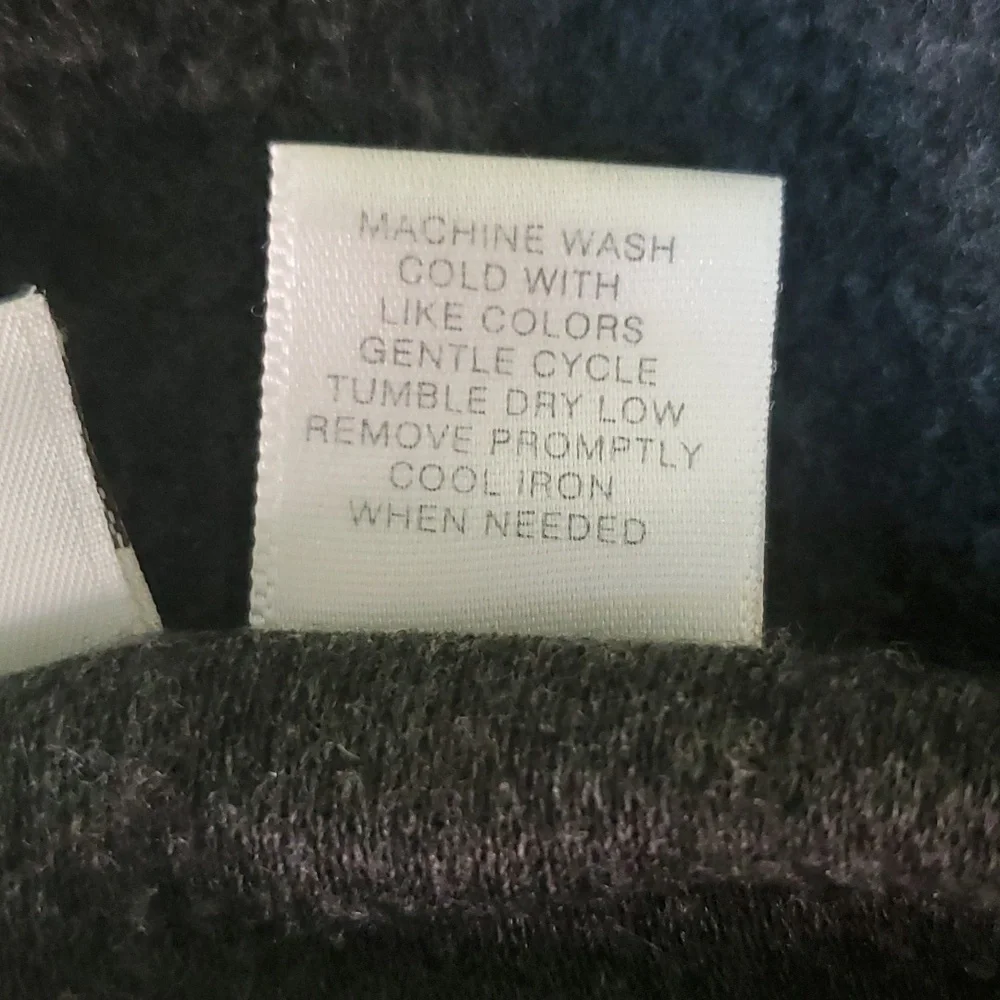 MACHINE WASH
COLD WITH
LIKE COLORS
GENTLE CYCLE
TUMBLE DRY LOW
REMOVE PROMPTLY
COOL IRON
WHEN NEEDED